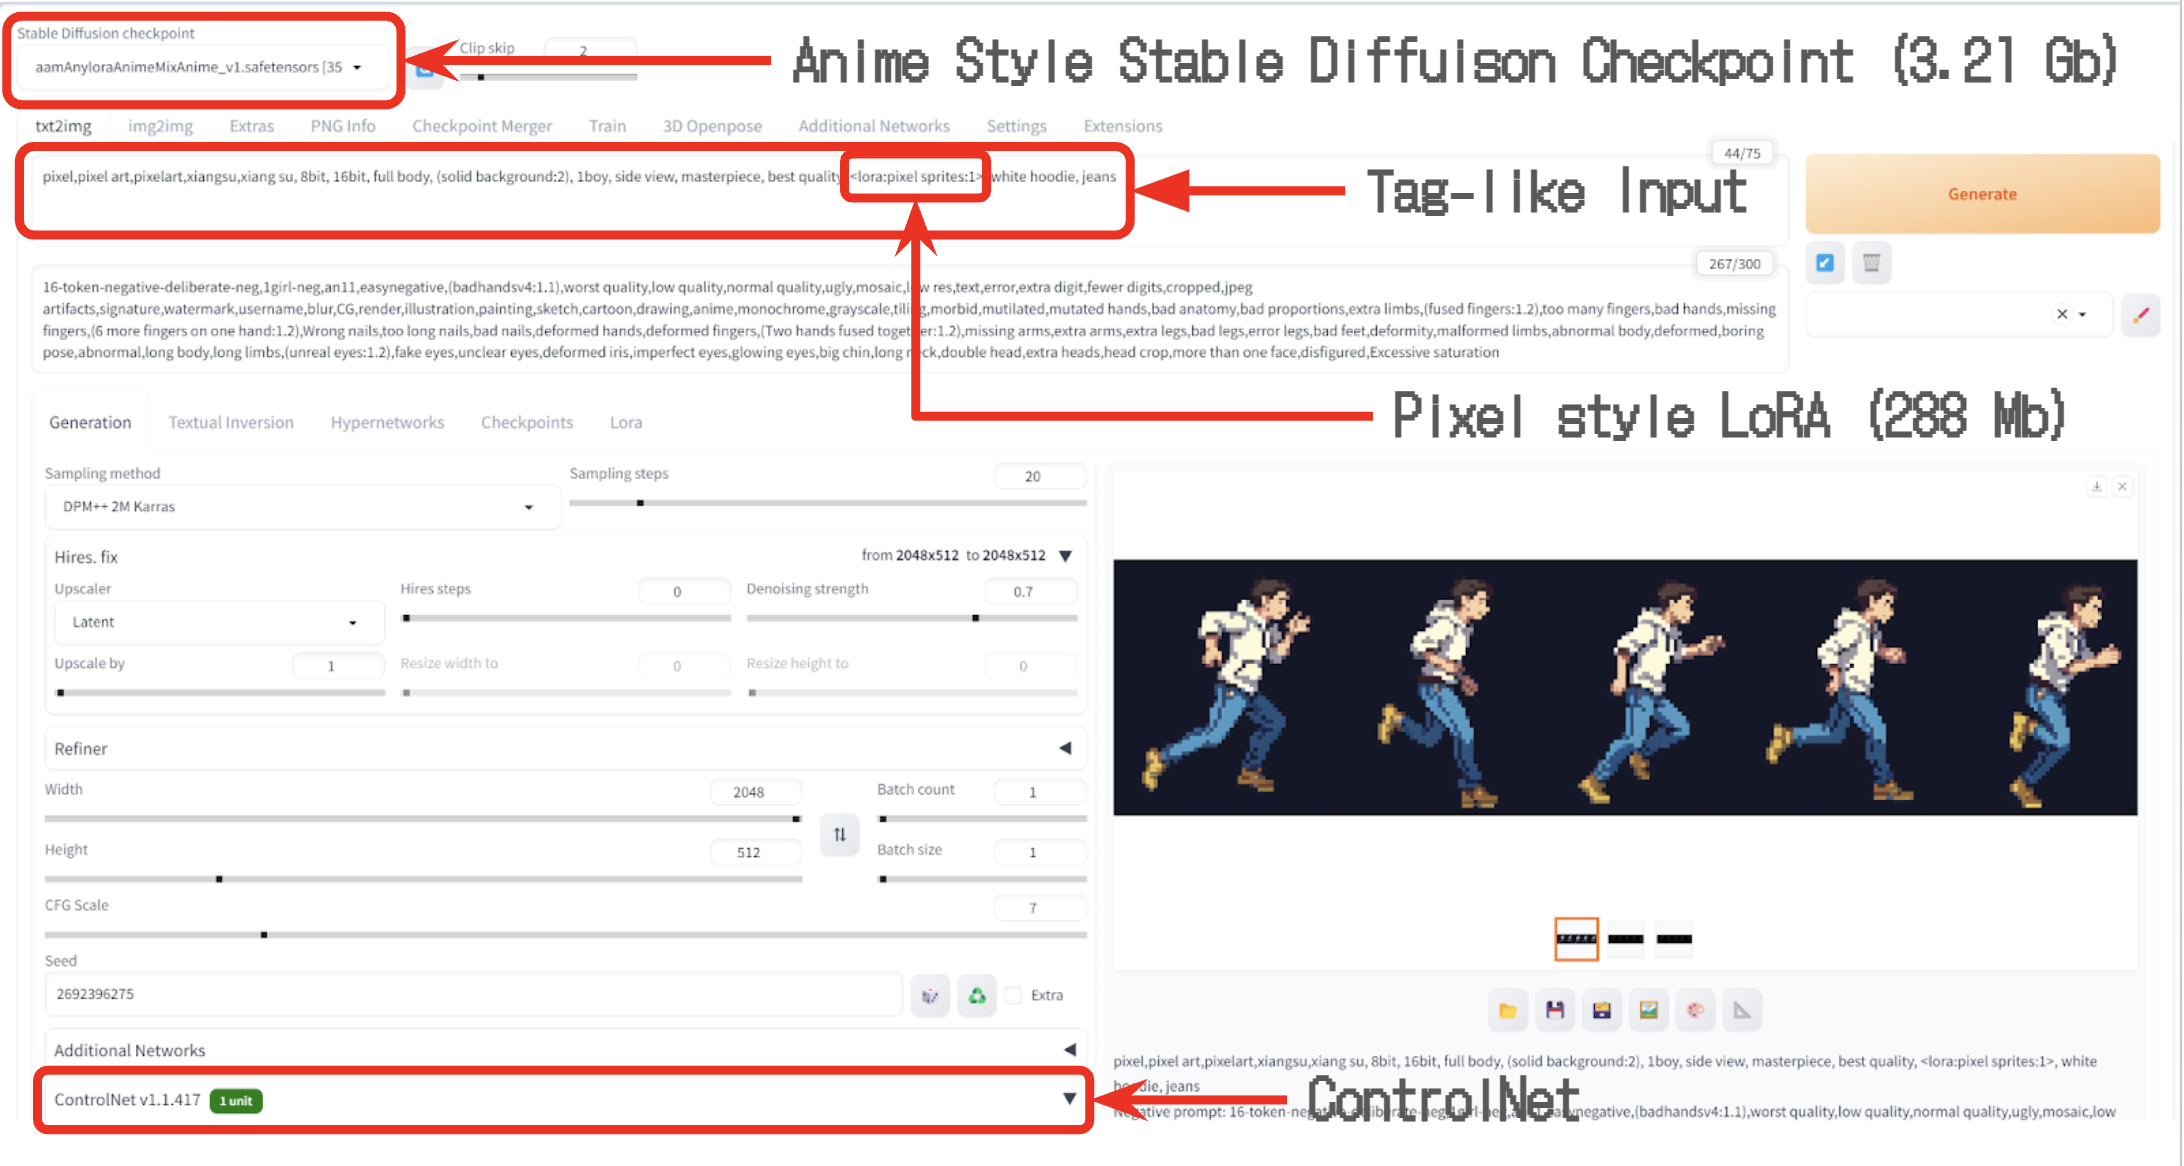 Stable Diffusion checkpoint
aamAnyloraAnimeMixAnime_v1.safetensors [35
Clip skip
2
Anime Style Stable Diffuison Checkpoint (3.21 Gb)
txt2img img2img Extras PNG Info Checkpoint Merger Train 3D Openpose Additional Networks Settings Extensions
44/75
pixel,pixel art,pixelart,xiangsu,xiang su, 8bit, 16bit, full body, (solid background:2), 1boy, side view, masterpiece, best quality <lora:pixel sprites:1> white hoodie, jeans
Tag-like Input
Generate
267/300
16-token-negative-deliberate-neg,1girl-neg,an11,easynegative,(badhandsv4:1.1),worst quality,low quality,normal quality,ugly,mosaic,low res,text,error,extra digit,fewer digits,cropped,jpeg
artifacts,signature,watermark,username,blur,CG,render,illustration,painting,sketch,cartoon,drawing,anime,monochrome,grayscale,tiling,morbid,mutilated,mutated hands,bad anatomy,bad proportions,extra limbs,(fused fingers:1.2),too many fingers,bad hands,missing
fingers,(6 more fingers on one hand:1.2),Wrong nails,too long nails,bad nails,deformed hands,deformed fingers,(Two hands fused together:1.2),missing arms,extra arms,extra legs,bad legs,error legs,bad feet,deformity,malformed limbs,abnormal body,deformed,boring
pose,abnormal,long body,long limbs,(unreal eyes:1.2),fake eyes,unclear eyes,deformed iris,imperfect eyes,glowing eyes,big chin,long neck,double head,extra heads,head crop,more than one face,disfigured,Excessive saturation
Pixel style LoRA (288 Mb)
Generation Textual Inversion Hypernetworks Checkpoints Lora
Sampling method
DPM++ 2M Karras
Sampling steps
20
Hires. fix
from 2048x512 to 2048x512
Upscaler
Latent
Hires steps
0
Denoising strength
0.7
Upscale by
1
Resize width to
0
Resize height to
0
Refiner
Width
2048
Batch count
1
Height
512
Batch size
1
CFG Scale
7
Seed
2692396275
Extra
Additional Networks
ControlNet v1.1.417
1 unit
pixel,pixel art,pixelart,xiangsu,xiang su, 8bit, 16bit, full body, (solid background:2), 1boy, side view, masterpiece, best quality, <lora:pixel sprites:1>, white
hoodie, jeans
ControlNet
Negative prompt: 16-token-negative-deliberate-neg,1girl-neg,an11,easynegative,(badhandsv4:1.1),worst quality,low quality,normal quality,ugly,mosaic,low